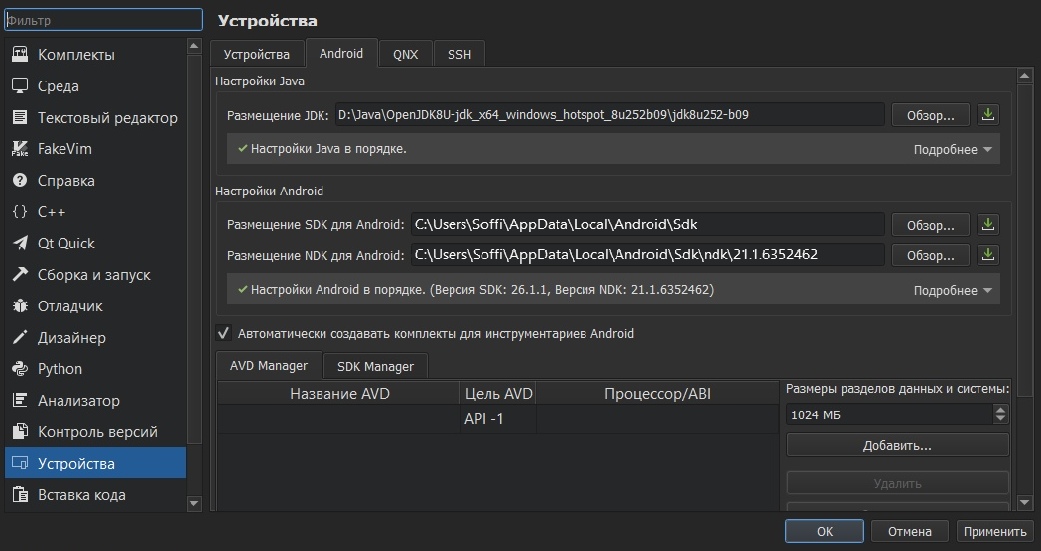 Фильтр
Комплекты
Среда
Текстовый редактор
FakeVim
Справка
C++
Qt Quick
Сборка и запуск
Отладчик
Дизайнер
Python
Анализатор
Контроль версий
Устройства
Вставка кода
Устройства
Устройства Android QNX SSH
Настройки Java
Размещение JDK: D:\Java\OpenJDK8U-jdk_x64_windows_hotspot_8u252b09\jdk8u252-b09 Обзор...
Настройки Java в порядке. Подробнее
Настройки Android
Размещение SDK для Android: C:\Users\Soffi\AppData\Local\Android\Sdk Обзор...
Размещение NDK для Android: C:\Users\Soffi\AppData\Local\Android\Sdk\ndk\21.1.6352462 Обзор...
Настройки Android в порядке. (Версия SDK: 26.1.1, Версия NDK: 21.1.6352462) Подробнее
Автоматически создавать комплекты для инструментариев Android
AVD Manager SDK Manager
Название AVD Цель AVD Процессор/ABI
API -1
Размеры разделов данных и системы:
1024 МБ
Добавить...
Удалить
OK Отмена Применить